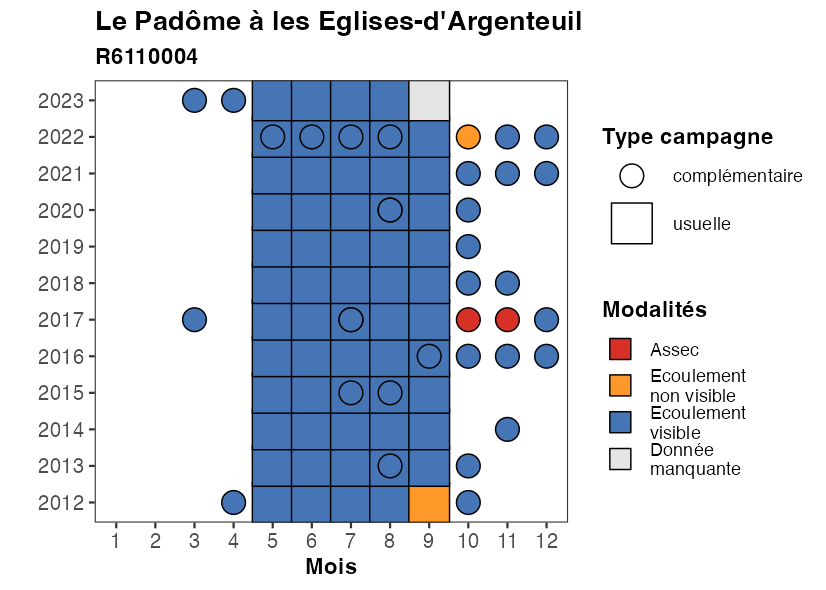 Le Padôme à les Eglises-d'Argenteuil
R6110004
2023
2022
2021
2020
2019
2018
2017
2016
2015
2014
2013
2012
1 2 3 4 5 6 7 8 9 10 11 12
Mois
Type campagne
complémentaire
usuelle
Modalités
Assec
Ecoulement
non visible
Ecoulement
visible
Donnée
manquante